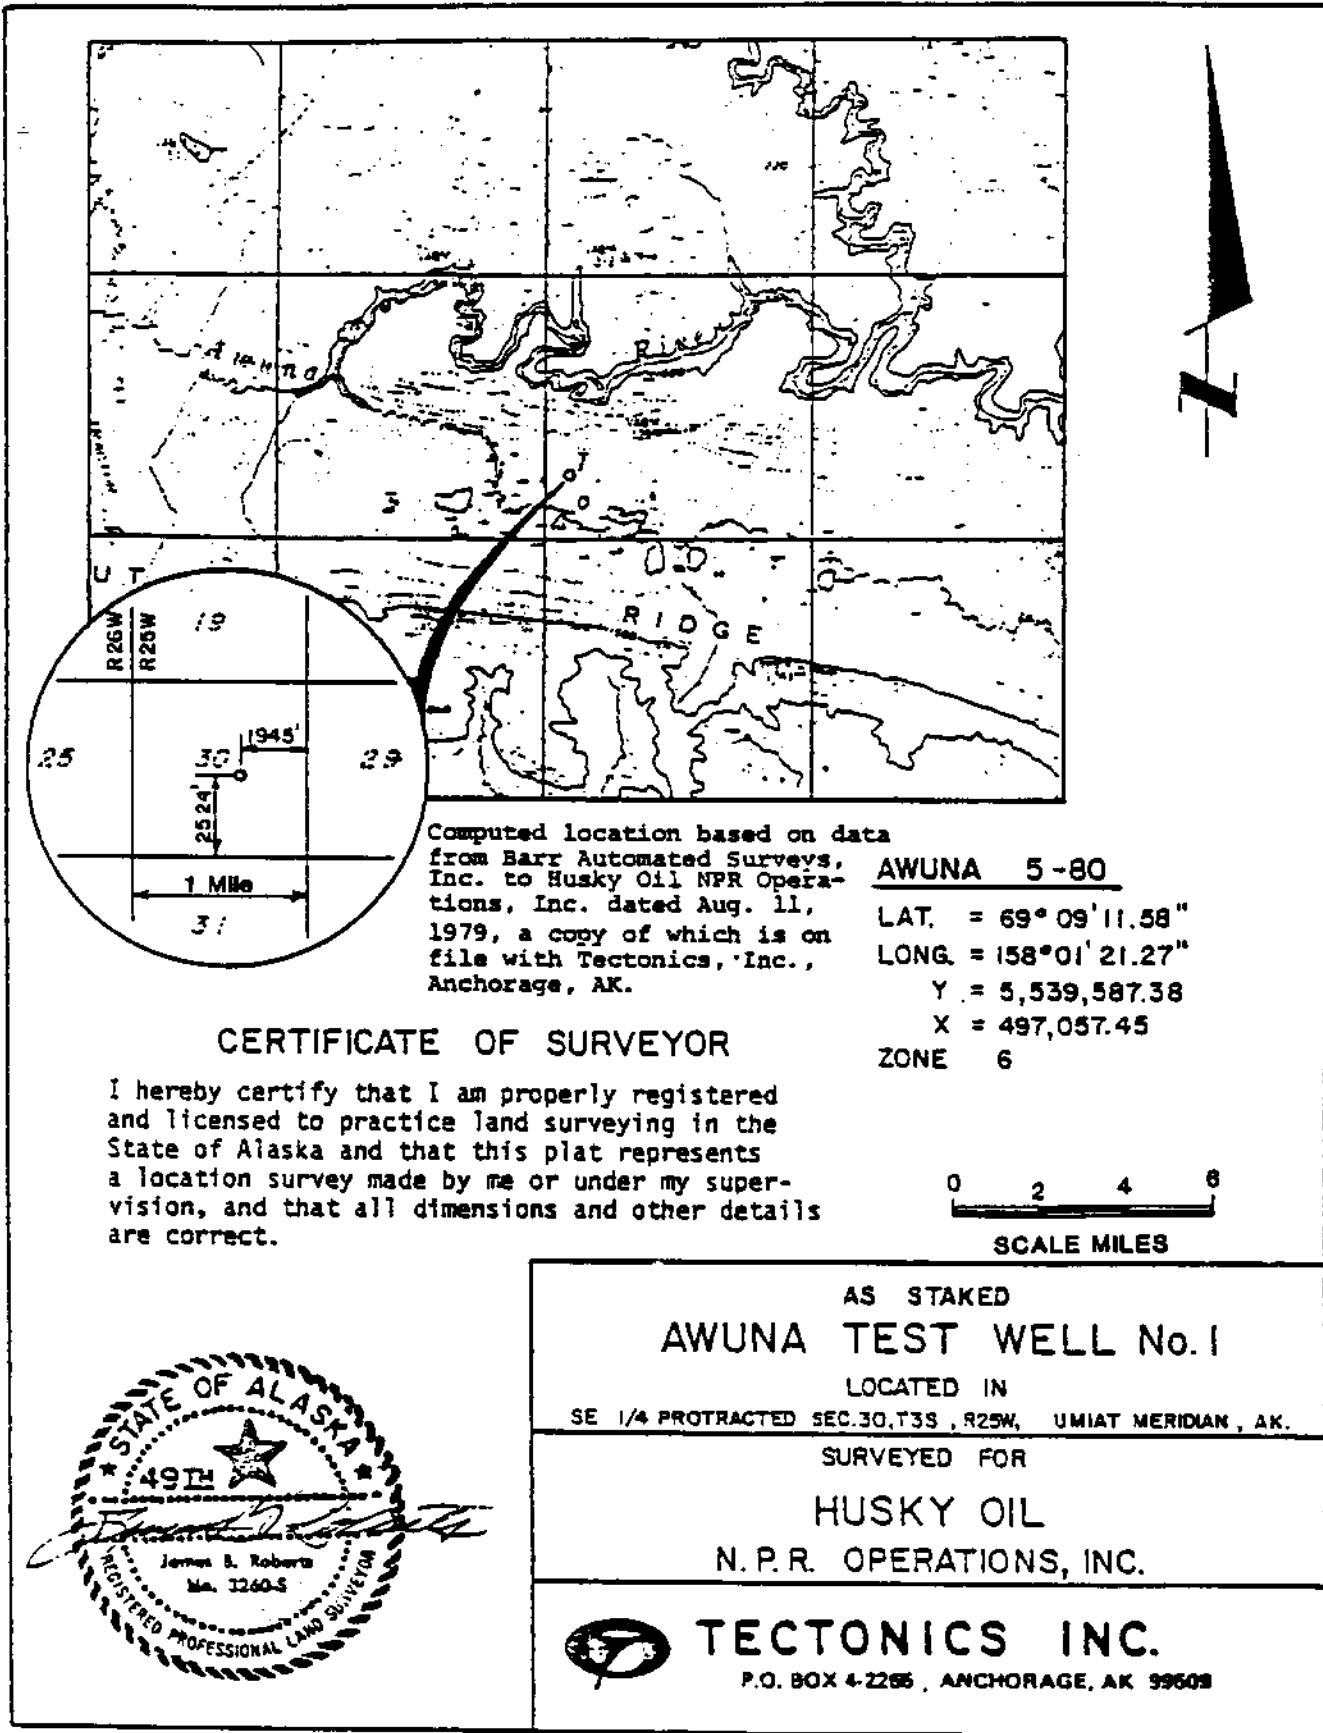 Awuna
River
U T
R I D G E
R26W
R25W
19
25
30
29
1945'
2524'
1 Mile
31
Computed location based on data
from Barr Automated Surveys,
Inc. to Husky Oil NPR Opera-
tions, Inc. dated Aug. 11,
1979, a copy of which is on
file with Tectonics, Inc.,
Anchorage, AK.
AWUNA 5-80
LAT. = 69° 09' 11.58"
LONG. = 158° 01' 21.27"
Y = 5,539,587.38
X = 497,057.45
ZONE 6
CERTIFICATE OF SURVEYOR
I hereby certify that I am properly registered
and licensed to practice land surveying in the
State of Alaska and that this plat represents
a location survey made by me or under my super-
vision, and that all dimensions and other details
are correct.
0 2 4 6
SCALE MILES
AS STAKED
AWUNA TEST WELL No. 1
LOCATED IN
SE 1/4 PROTRACTED SEC.30,T3S, R25W, UMIAT MERIDIAN, AK.
SURVEYED FOR
HUSKY OIL
N.P.R. OPERATIONS, INC.
TECTONICS INC.
P.O. BOX 4-2265, ANCHORAGE, AK 99509
STATE OF ALASKA
49TH
James B. Roberts
No. 3260-S
REGISTERED PROFESSIONAL LAND SURVEYOR